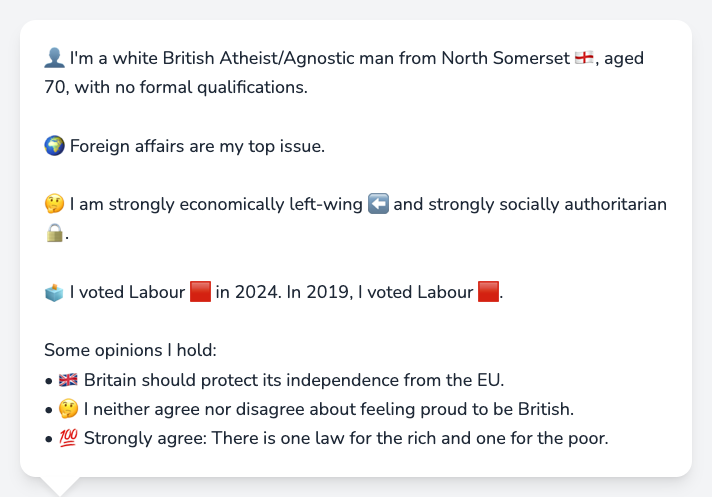 👤 I'm a white British Atheist/Agnostic man from North Somerset 🏴󠁧󠁢󠁥󠁮󠁧󠁿, aged
70, with no formal qualifications.
🌍 Foreign affairs are my top issue.
🤔 I am strongly economically left-wing ⬅️ and strongly socially authoritarian
🔒.
🗳️ I voted Labour 🟥 in 2024. In 2019, I voted Labour 🟥.
Some opinions I hold:
• 🇬🇧 Britain should protect its independence from the EU.
• 🤔 I neither agree nor disagree about feeling proud to be British.
• 💯 Strongly agree: There is one law for the rich and one for the poor.